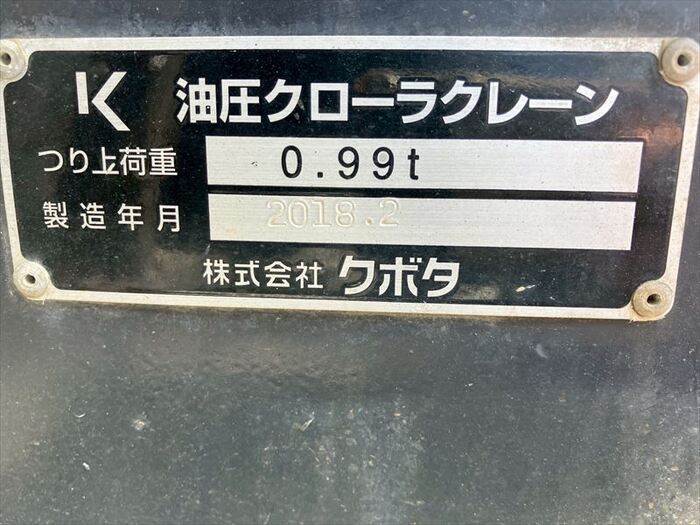 K 油圧クローラクレーン
つり上荷重 0.99t
製造年月 2018.2
株式会社 クボタ